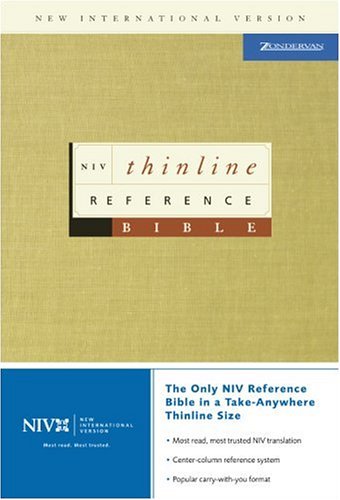 NEW INTERNATIONAL VERSION
ZONDERVAN
NIV thinline
REFERENCE
BIBLE
The Only NIV Reference
Bible in a Take-Anywhere
Thinline Size
• Most read, most trusted NIV translation
• Center-column reference system
• Popular carry-with-you format
NIV
NEW
INTERNATIONAL
VERSION
Most read. Most trusted.